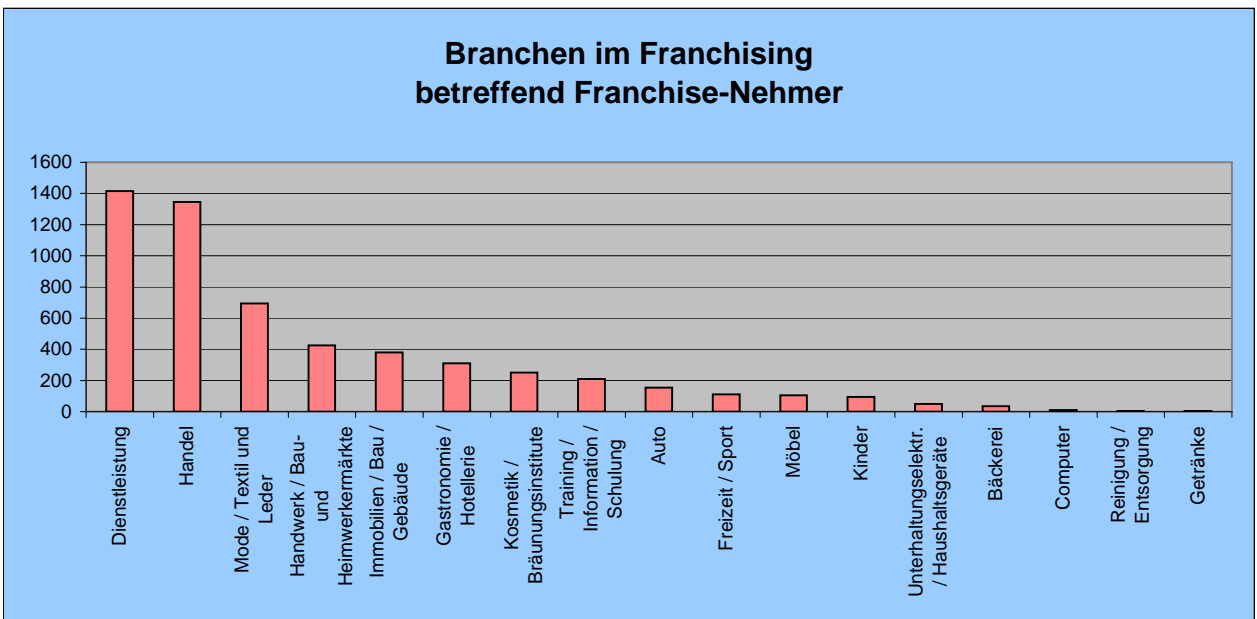 Branchen im Franchising
betreffend Franchise-Nehmer
1600
1400
1200
1000
800
600
400
200
0
Dienstleistung
Handel
Mode / Textil und
Leder
Handwerk / Bau-
und
Heimwerkermärkte
Immobilien / Bau /
Gebäude
Gastronomie /
Hotellerie
Kosmetik /
Bräunungsinstitute
Training /
Information /
Schulung
Auto
Freizeit / Sport
Möbel
Kinder
Unterhaltungselektr.
/ Haushaltsgeräte
Bäckerei
Computer
Reinigung /
Entsorgung
Getränke